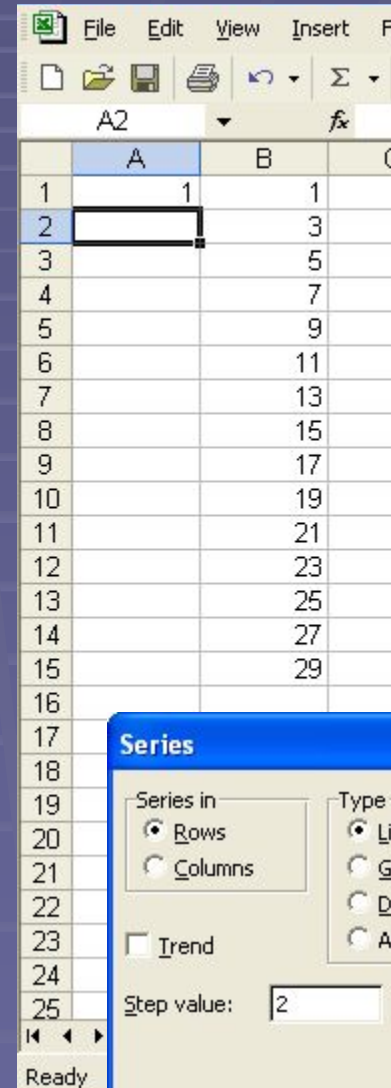 File Edit View Insert F
Σ
A2 fx
A B C
1 1 1
2 3
3 5
4 7
5 9
6 11
7 13
8 15
9 17
10 19
11 21
12 23
13 25
14 27
15 29
16
17
18
19
20
21
22
23
24
25
Series
Series in Type
Rows Li
Columns G
D
Trend A
Step value: 2
Ready